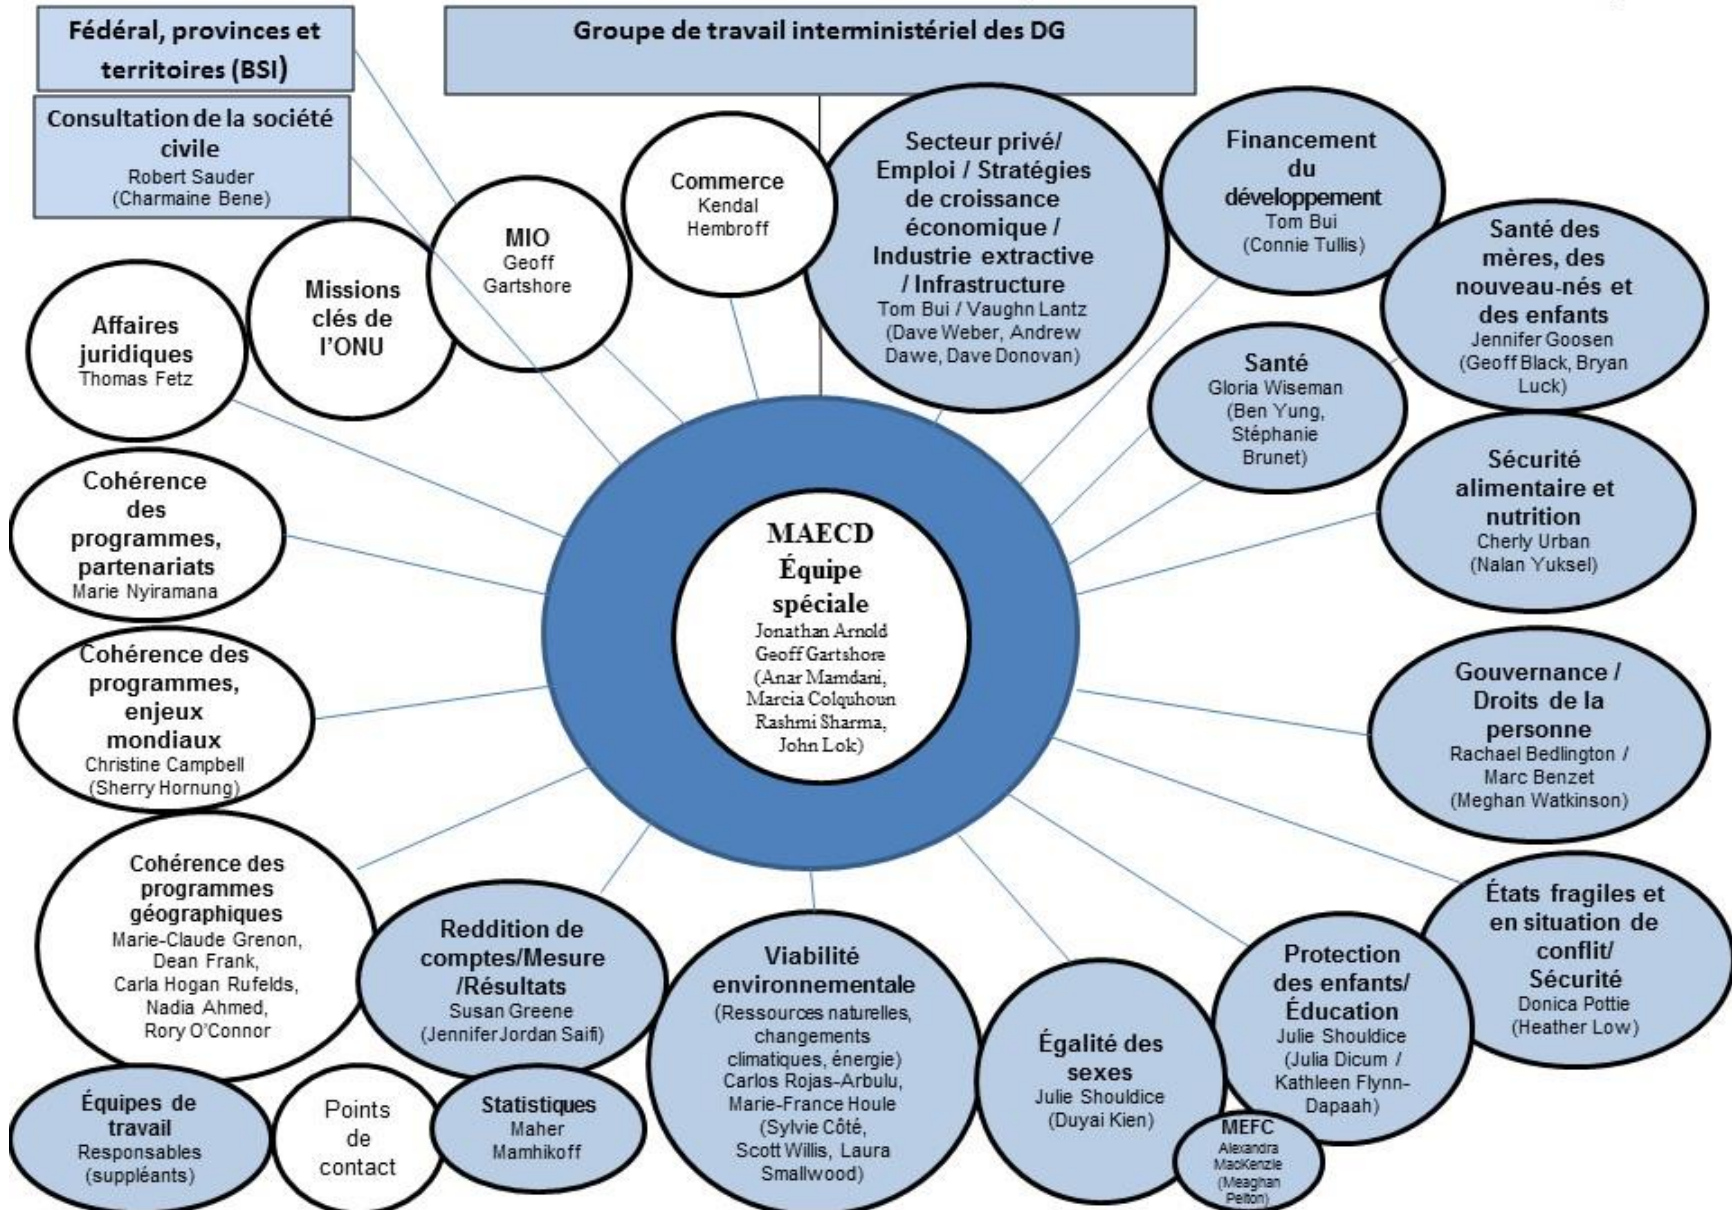 Fédéral, provinces et
territoires (BSI)
Groupe de travail interministériel des DG
Consultation de la société
civile
Robert Sauder
(Charmaine Bene)
Affaires
juridiques
Thomas Fetz
Missions
clés de
l'ONU
MIO
Geoff
Gartshore
Commerce
Kendal
Hembroff
Secteur privé/
Emploi / Stratégies
de croissance
économique /
Industrie extractive
/ Infrastructure
Tom Bui / Vaughn Lantz
(Dave Weber, Andrew
Dawe, Dave Donovan)
Financement
du
développement
Tom Bui
(Connie Tullis)
Santé des
mères, des
nouveau-nés et
des enfants
Jennifer Goosen
(Geoff Black, Bryan
Luck)
Santé
Gloria Wiseman
(Ben Yung,
Stéphanie
Brunet)
Sécurité
alimentaire et
nutrition
Cherly Urban
(Nalan Yuksel)
Cohérence
des
programmes,
partenariats
Marie Nyiramana
MAECD
Équipe
spéciale
Jonathan Arnold
Geoff Gartshore
(Anar Mamdani,
Marcia Colquhoun
Rashmi Sharma,
John Lok)
Cohérence des
programmes,
enjeux
mondiaux
Christine Campbell
(Sherry Hornung)
Gouvernance /
Droits de la
personne
Rachael Bedlington /
Marc Benzet
(Meghan Watkinson)
Cohérence des
programmes
géographiques
Marie-Claude Grenon,
Dean Frank,
Carla Hogan Rufelds,
Nadia Ahmed,
Rory O'Connor
Reddition de
comptes/Mesure
/Résultats
Susan Greene
(Jennifer Jordan Saifi)
Viabilité
environnementale
(Ressources naturelles,
changements
climatiques, énergie)
Carlos Rojas-Arbulu,
Marie-France Houle
(Sylvie Côté,
Scott Willis, Laura
Smallwood)
Égalité des
sexes
Julie Shouldice
(Duyai Kien)
Protection
des enfants/
Éducation
Julie Shouldice
(Julia Dicum /
Kathleen Flynn-
Dapaah)
États fragiles et
en situation de
conflit/
Sécurité
Donica Pottie
(Heather Low)
Équipes de
travail
Responsables
(suppléants)
Points
de
contact
Statistiques
Maher
Mamhikoff
MEFC
Alexandra
MacKenzie
(Meaghan
Pelton)